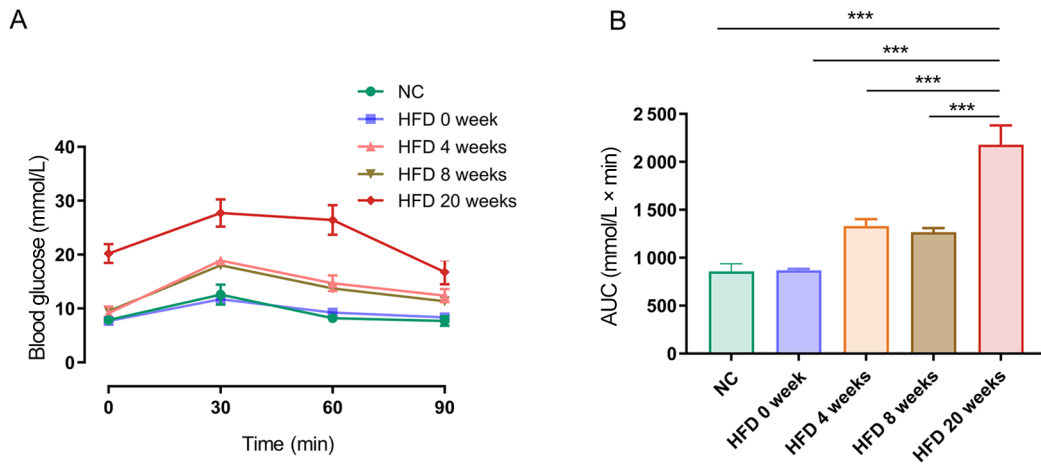 A
NC
HFD 0 week
HFD 4 weeks
HFD 8 weeks
HFD 20 weeks
Blood glucose (mmol/L)
40
30
20
10
0
0 30 60 90
Time (min)
B
***
***
***
***
AUC (mmol/L × min)
2 500
2 000
1 500
1 000
500
0
NC
HFD 0 week
HFD 4 weeks
HFD 8 weeks
HFD 20 weeks